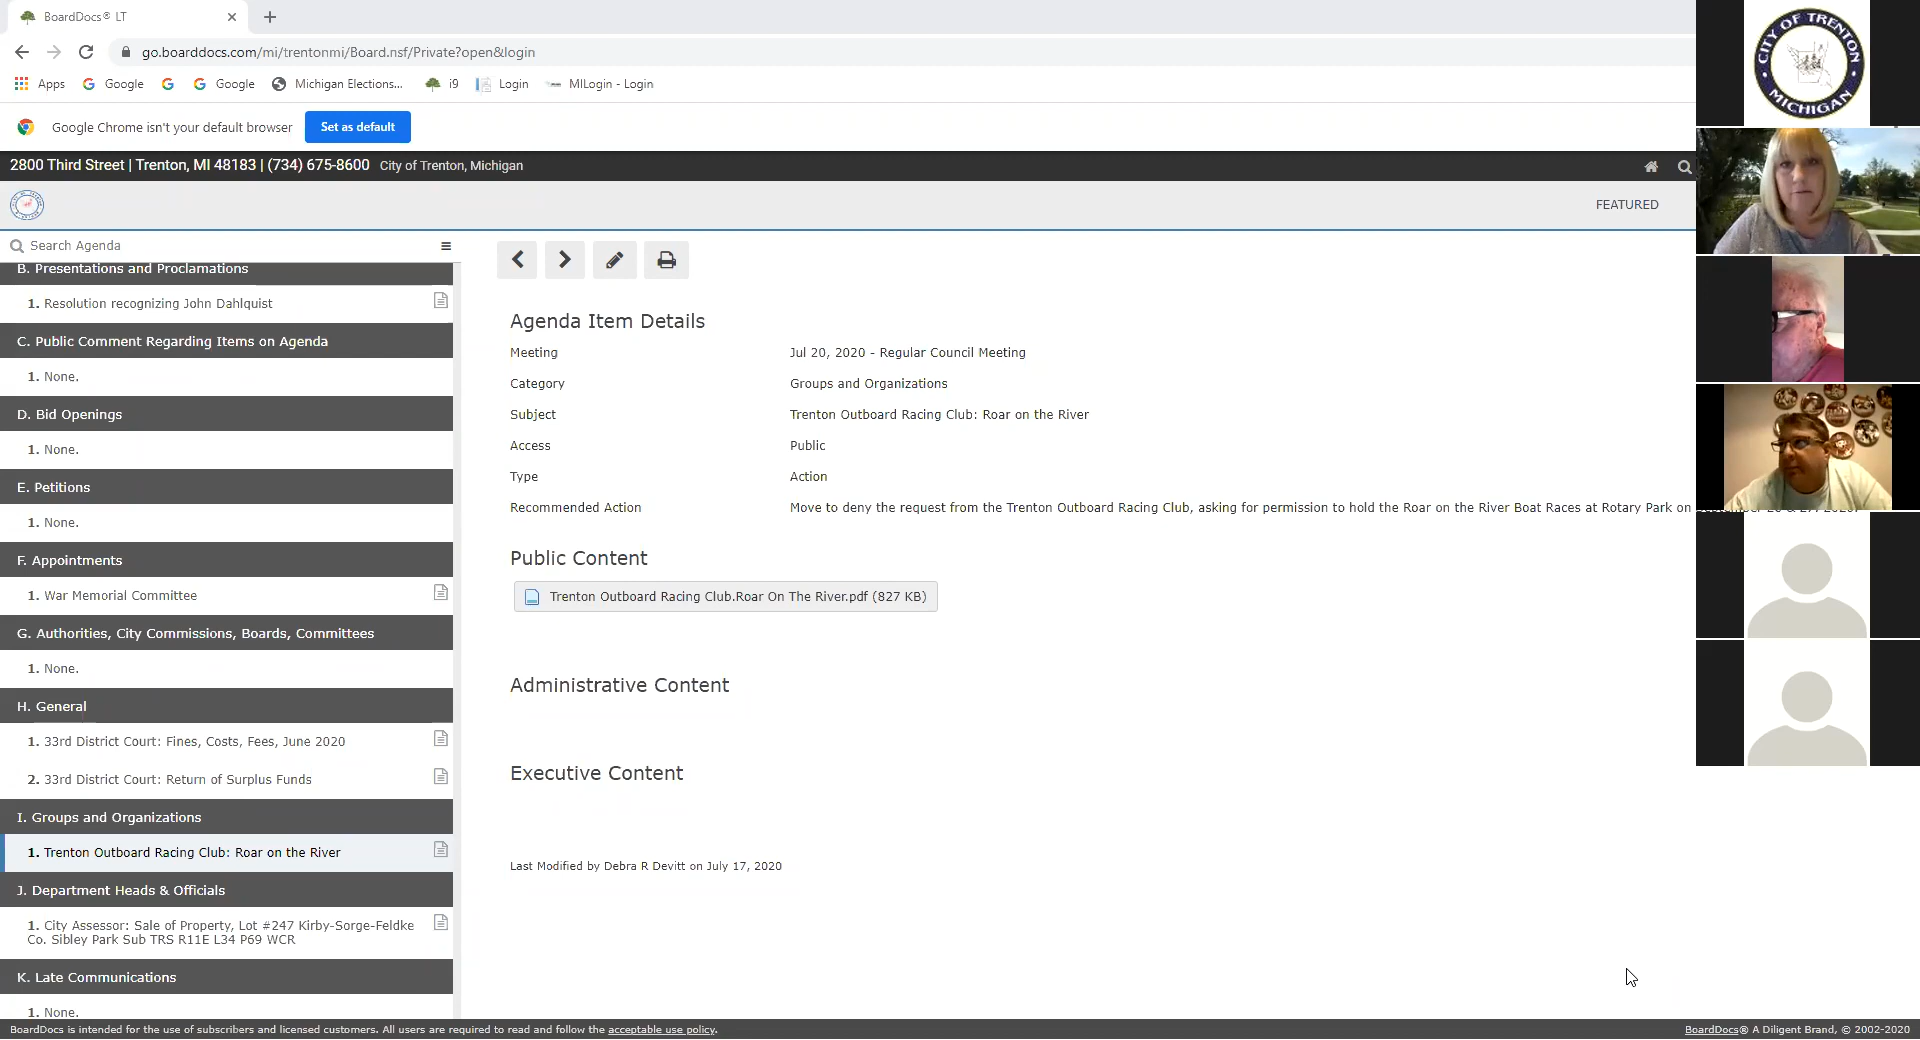 BoardDocs® LT
go.boarddocs.com/mi/trentonmi/Board.nsf/Private?open&login
Apps Google Google Michigan Elections... i9 Login MILogin - Login
Google Chrome isn't your default browser Set as default
2800 Third Street | Trenton, MI 48183 | (734) 675-8600 City of Trenton, Michigan
FEATURED
Search Agenda
B. Presentations and Proclamations
1. Resolution recognizing John Dahlquist
C. Public Comment Regarding Items on Agenda
1. None.
D. Bid Openings
1. None.
E. Petitions
1. None.
F. Appointments
1. War Memorial Committee
G. Authorities, City Commissions, Boards, Committees
1. None.
H. General
1. 33rd District Court: Fines, Costs, Fees, June 2020
2. 33rd District Court: Return of Surplus Funds
I. Groups and Organizations
1. Trenton Outboard Racing Club: Roar on the River
J. Department Heads & Officials
1. City Assessor: Sale of Property, Lot #247 Kirby-Sorge-Feldke
Co. Sibley Park Sub TRS R11E L34 P69 WCR
K. Late Communications
1. None.
Agenda Item Details
Meeting Jul 20, 2020 - Regular Council Meeting
Category Groups and Organizations
Subject Trenton Outboard Racing Club: Roar on the River
Access Public
Type Action
Recommended Action Move to deny the request from the Trenton Outboard Racing Club, asking for permission to hold the Roar on the River Boat Races at Rotary Park on
Public Content
Trenton Outboard Racing Club.Roar On The River.pdf (827 KB)
Administrative Content
Executive Content
Last Modified by Debra R Devitt on July 17, 2020
CITY OF TRENTON
MICHIGAN
BoardDocs is intended for the use of subscribers and licensed customers. All users are required to read and follow the acceptable use policy.
BoardDocs® A Diligent Brand, © 2002-2020